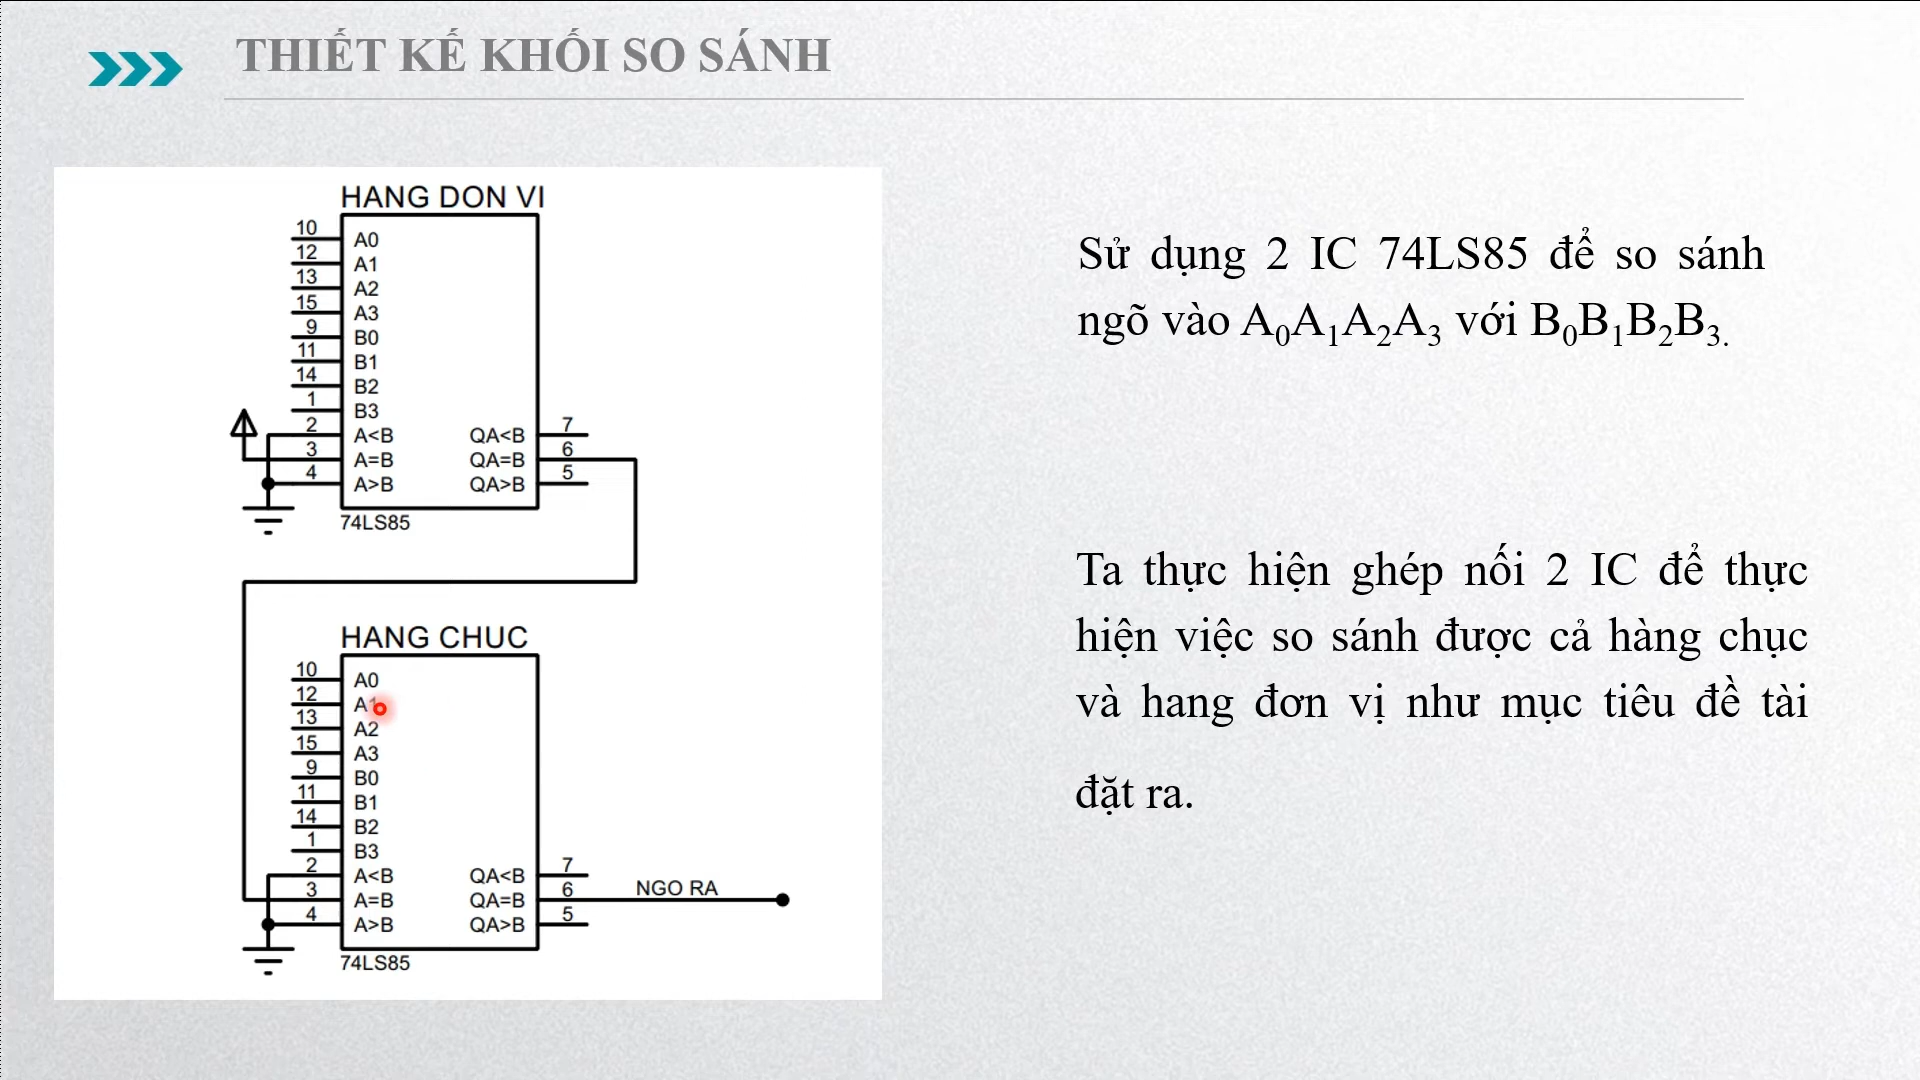 THIẾT KẾ KHỐI SO SÁNH
HANG DON VI
10 A0
12 A1
13 A2
15 A3
9 B0
11 B1
14 B2
1 B3
2 A<B QA<B 7
3 A=B QA=B 6
4 A>B QA>B 5
74LS85
HANG CHUC
10 A0
12 A1
13 A2
15 A3
9 B0
11 B1
14 B2
1 B3
2 A<B QA<B 7
3 A=B QA=B 6 NGO RA
4 A>B QA>B 5
74LS85
Sử dụng 2 IC 74LS85 để so sánh
ngõ vào A₀A₁A₂A₃ với B₀B₁B₂B₃.
Ta thực hiện ghép nối 2 IC để thực
hiện việc so sánh được cả hàng chục
và hang đơn vị như mục tiêu đề tài
đặt ra.